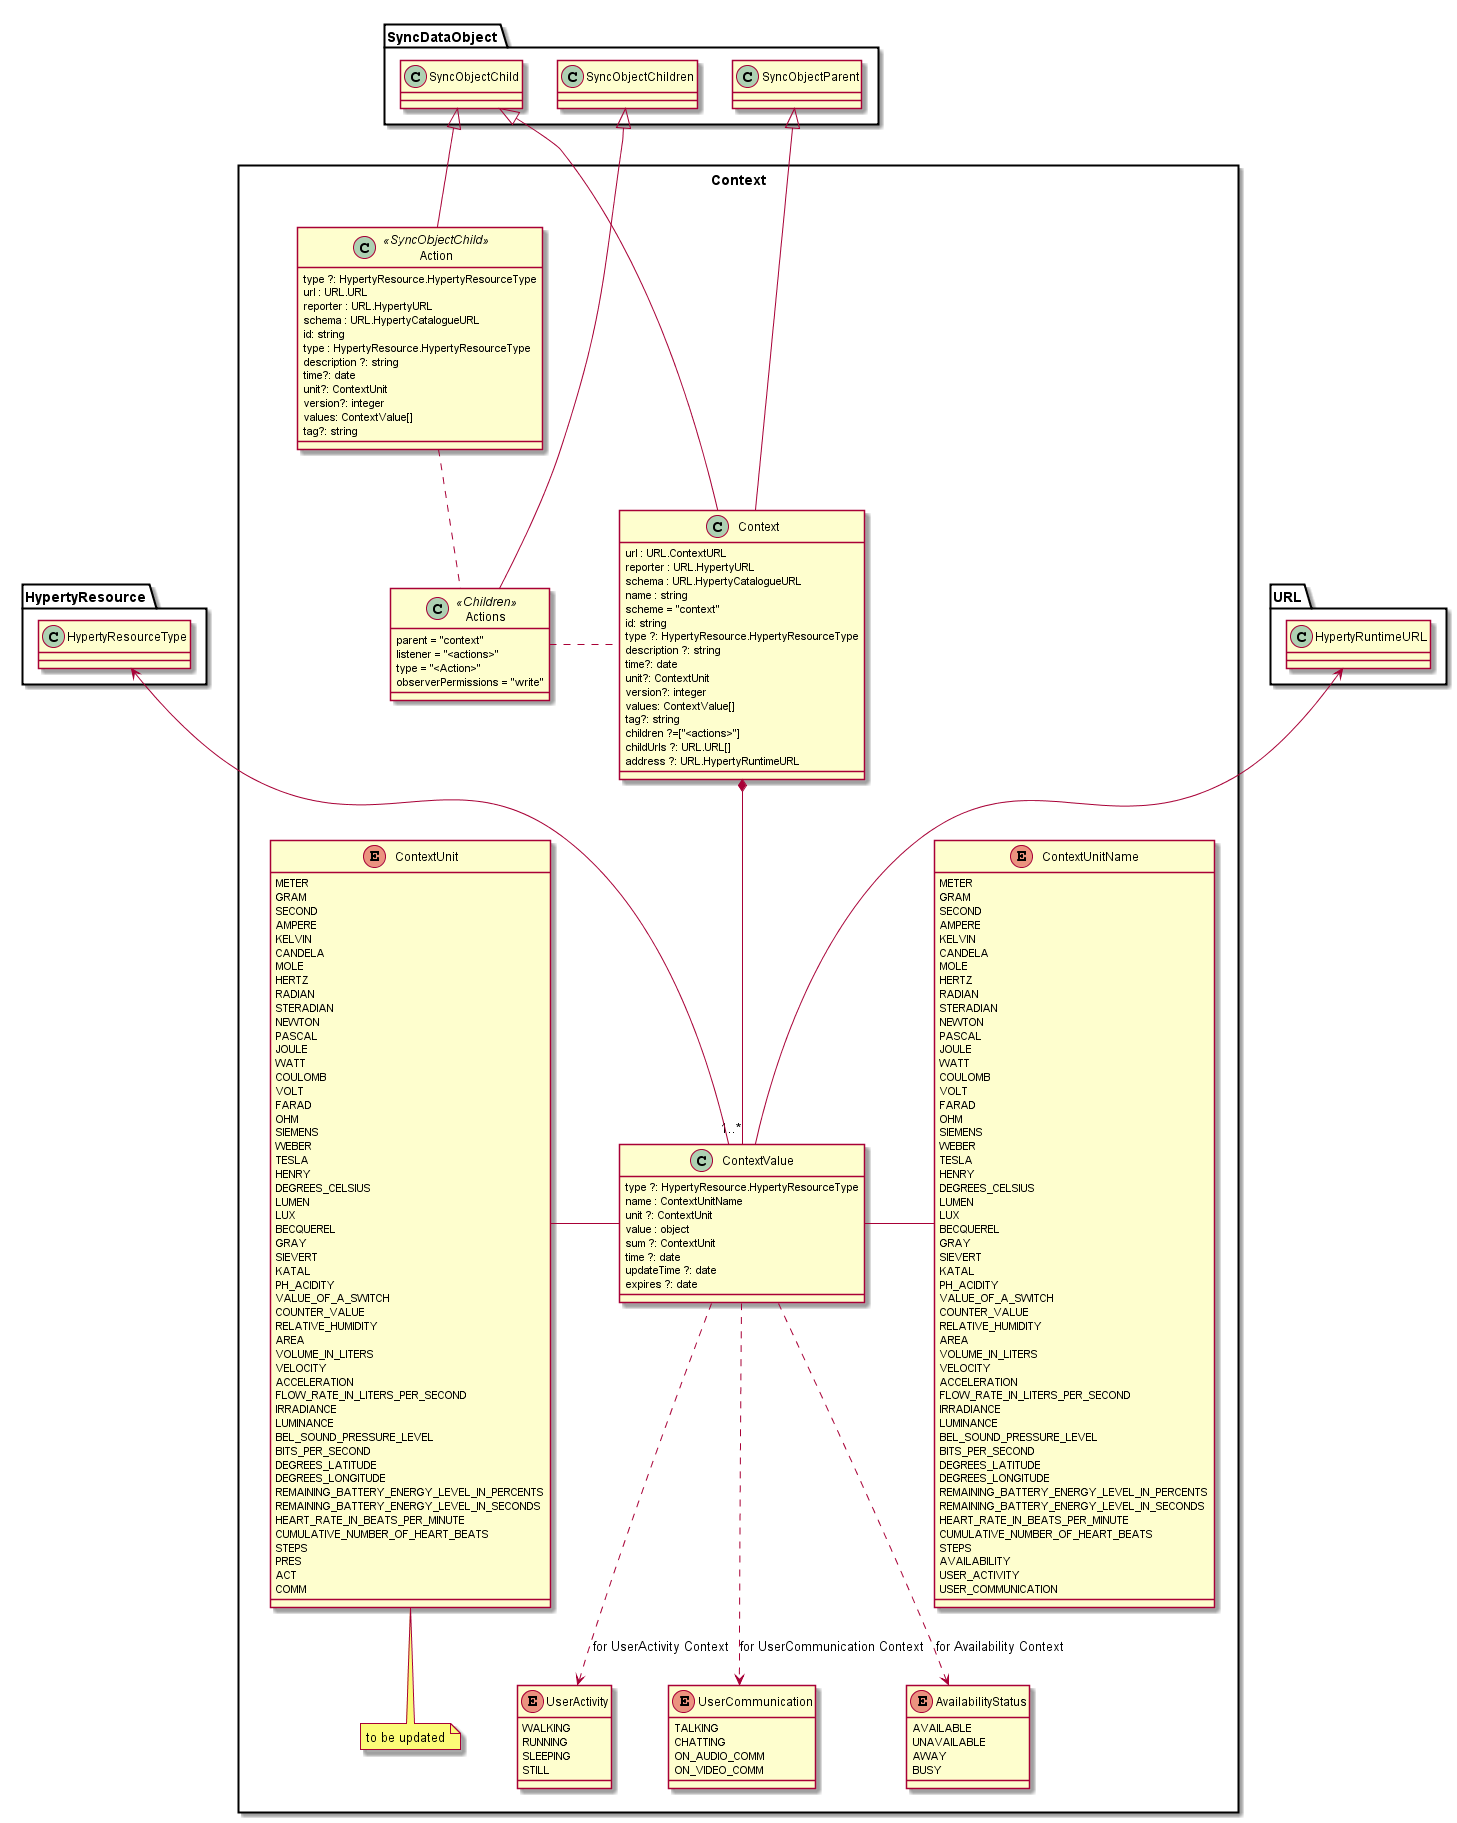 SyncDataObject
C SyncObjectChild
C SyncObjectChildren
C SyncObjectParent
Context
C «SyncObjectChild»
Action
type ?: HypertyResource.HypertyResourceType
url : URL.URL
reporter : URL.HypertyURL
schema : URL.HypertyCatalogueURL
id: string
type : HypertyResource.HypertyResourceType
description ?: string
time?: date
unit?: ContextUnit
version?: integer
values: ContextValue[]
tag?: string
C Context
url : URL.ContextURL
reporter : URL.HypertyURL
schema : URL.HypertyCatalogueURL
name : string
scheme = "context"
id: string
type ?: HypertyResource.HypertyResourceType
description ?: string
time?: date
unit?: ContextUnit
version?: integer
values: ContextValue[]
tag?: string
children ?=["<actions>"]
childUrls ?: URL.URL[]
address ?: URL.HypertyRuntimeURL
HypertyResource
C HypertyResourceType
C «Children»
Actions
parent = "context"
listener = "<actions>"
type = "<Action>"
observerPermissions = "write"
URL
C HypertyRuntimeURL
E ContextUnit
METER
GRAM
SECOND
AMPERE
KELVIN
CANDELA
MOLE
HERTZ
RADIAN
STERADIAN
NEWTON
PASCAL
JOULE
WATT
COULOMB
VOLT
FARAD
OHM
SIEMENS
WEBER
TESLA
HENRY
DEGREES_CELSIUS
LUMEN
LUX
BECQUEREL
GRAY
SIEVERT
KATAL
PH_ACIDITY
VALUE_OF_A_SWITCH
COUNTER_VALUE
RELATIVE_HUMIDITY
AREA
VOLUME_IN_LITERS
VELOCITY
ACCELERATION
FLOW_RATE_IN_LITERS_PER_SECOND
IRRADIANCE
LUMINANCE
BEL_SOUND_PRESSURE_LEVEL
BITS_PER_SECOND
DEGREES_LATITUDE
DEGREES_LONGITUDE
REMAINING_BATTERY_ENERGY_LEVEL_IN_PERCENTS
REMAINING_BATTERY_ENERGY_LEVEL_IN_SECONDS
HEART_RATE_IN_BEATS_PER_MINUTE
CUMULATIVE_NUMBER_OF_HEART_BEATS
STEPS
PRES
ACT
COMM
E ContextUnitName
METER
GRAM
SECOND
AMPERE
KELVIN
CANDELA
MOLE
HERTZ
RADIAN
STERADIAN
NEWTON
PASCAL
JOULE
WATT
COULOMB
VOLT
FARAD
OHM
SIEMENS
WEBER
TESLA
HENRY
DEGREES_CELSIUS
LUMEN
LUX
BECQUEREL
GRAY
SIEVERT
KATAL
PH_ACIDITY
VALUE_OF_A_SWITCH
COUNTER_VALUE
RELATIVE_HUMIDITY
AREA
VOLUME_IN_LITERS
VELOCITY
ACCELERATION
FLOW_RATE_IN_LITERS_PER_SECOND
IRRADIANCE
LUMINANCE
BEL_SOUND_PRESSURE_LEVEL
BITS_PER_SECOND
DEGREES_LATITUDE
DEGREES_LONGITUDE
REMAINING_BATTERY_ENERGY_LEVEL_IN_PERCENTS
REMAINING_BATTERY_ENERGY_LEVEL_IN_SECONDS
HEART_RATE_IN_BEATS_PER_MINUTE
CUMULATIVE_NUMBER_OF_HEART_BEATS
STEPS
AVAILABILITY
USER_ACTIVITY
USER_COMMUNICATION
1..*
C ContextValue
type ?: HypertyResource.HypertyResourceType
name : ContextUnitName
unit ?: ContextUnit
value : object
sum ?: ContextUnit
time ?: date
updateTime ?: date
expires ?: date
for UserActivity Context
for UserCommunication Context
for Availability Context
to be updated
E UserActivity
WALKING
RUNNING
SLEEPING
STILL
E UserCommunication
TALKING
CHATTING
ON_AUDIO_COMM
ON_VIDEO_COMM
E AvailabilityStatus
AVAILABLE
UNAVAILABLE
AWAY
BUSY